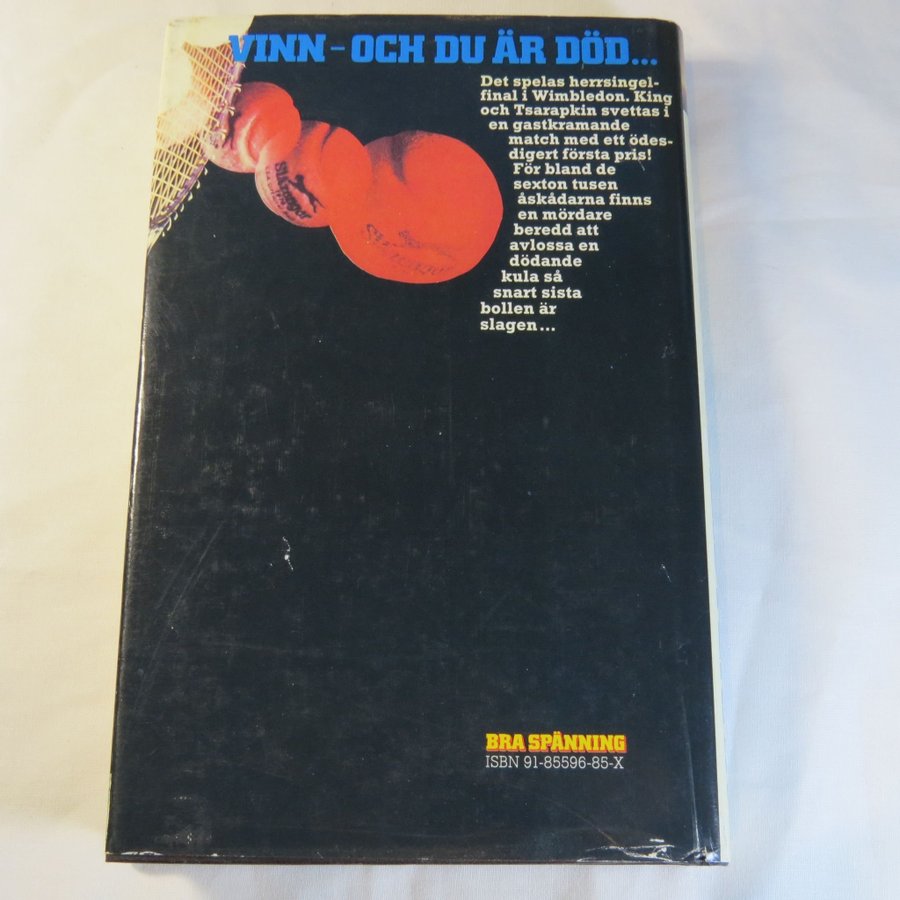 VINN – OCH DU ÄR DÖD...
Det spelas herrsingel-
final i Wimbledon. King
och Tsarapkin svettas i
en gastkramande
match med ett ödes-
digert första pris!
För bland de
sexton tusen
åskådarna finns
en mördare
beredd att
avlossa en
dödande
kula så
snart sista
bollen är
slagen...
Slazenger
Slazenger
BRA SPÄNNING
ISBN 91-85596-85-X